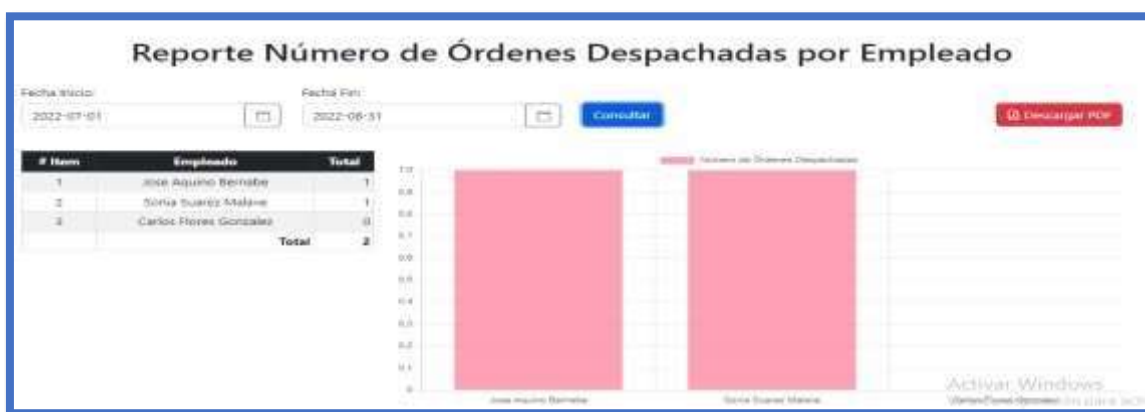 Reporte Número de Órdenes Despachadas por Empleado
Fecha Inicio: Fecha Fin:
2022-07-01 2022-08-31 Consultar Descargar PDF
# Item Empleado Total
1 Jose Aquino Bernabe 1
2 Sonia Suarez Malave 1
3 Carlos Flores Gonzalez 0
Total 2
Número de Órdenes Despachadas
1.0
0.9
0.8
0.7
0.6
0.5
0.4
0.3
0.2
0.1
0
Jose Aquino Bernabe Sonia Suarez Malave
Activar Windows
para